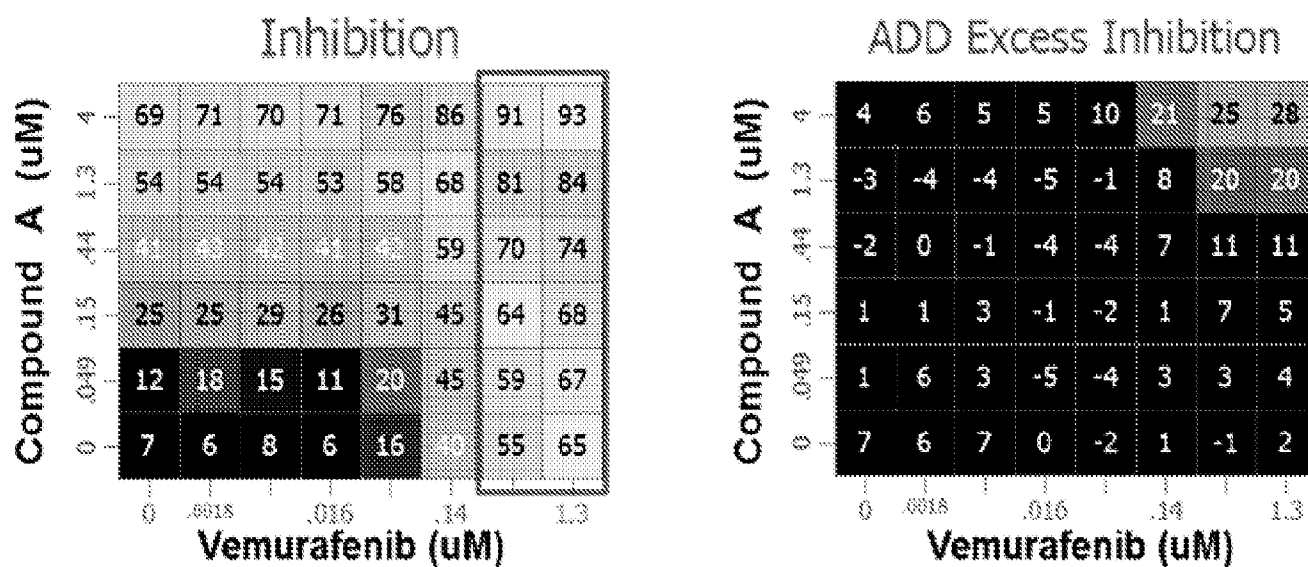 Inhibition
ADD Excess Inhibition
Compound A (uM)
4 69 71 70 71 76 86 91 93
1.3 54 54 54 53 58 68 81 84
.44 41 59 70 74
.15 25 25 29 26 31 45 64 68
.049 12 18 15 11 20 45 59 67
0 7 6 8 6 16 40 55 65
0 .0018 .016 .14 1.3
Vemurafenib (uM)
Compound A (uM)
4 4 6 5 5 10 21 25 28
1.3 -3 -4 -4 -5 -1 8 20 20
.44 -2 0 -1 -4 -4 7 11 11
.15 1 1 3 -1 -2 1 7 5
.049 1 6 3 -5 -4 3 3 4
0 7 6 7 0 -2 1 -1 2
0 .0018 .016 .14 1.3
Vemurafenib (uM)